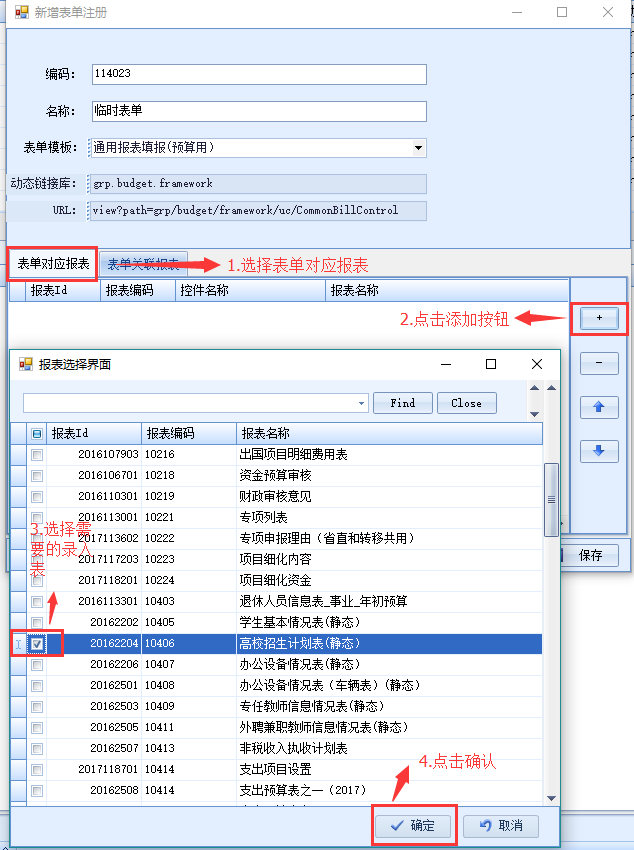 新增表单注册
编码： 114023
名称： 临时表单
表单模板： 通用报表填报(预算用)
动态链接库： grp.budget.framework
URL： view?path=grp/budget/framework/uc/CommonBillControl
表单对应报表 表单关联报表 1.选择表单对应报表
报表Id 报表编码 控件名称 报表名称
2.点击添加按钮 +
-
报表选择界面
Find Close
报表Id 报表编码 报表名称
2016107903 10216 出国项目明细费用表
2016106701 10218 资金预算审核
2016110301 10219 财政审核意见
2016113001 10221 专项列表
2016113602 10222 专项申报理由（省直和转移共用）
2017117203 10223 项目细化内容
2017118201 10224 项目细化资金
2016113301 10403 退休人员信息表_事业_年初预算
20162202 10405 学生基本情况表(静态)
20162204 10406 高校招生计划表(静态)
20162206 10407 办公设备情况表(静态)
20162501 10408 办公设备情况表（车辆表）(静态)
20162503 10409 专任教师信息情况表(静态)
20162505 10411 外聘兼职教师信息情况表(静态)
20162507 10413 非税收入执收计划表
2017118701 10414 支出项目设置
20162508 10414 支出预算表之一（2017）
3.选择需
要的录入
表
保存
4.点击确认
确定 取消